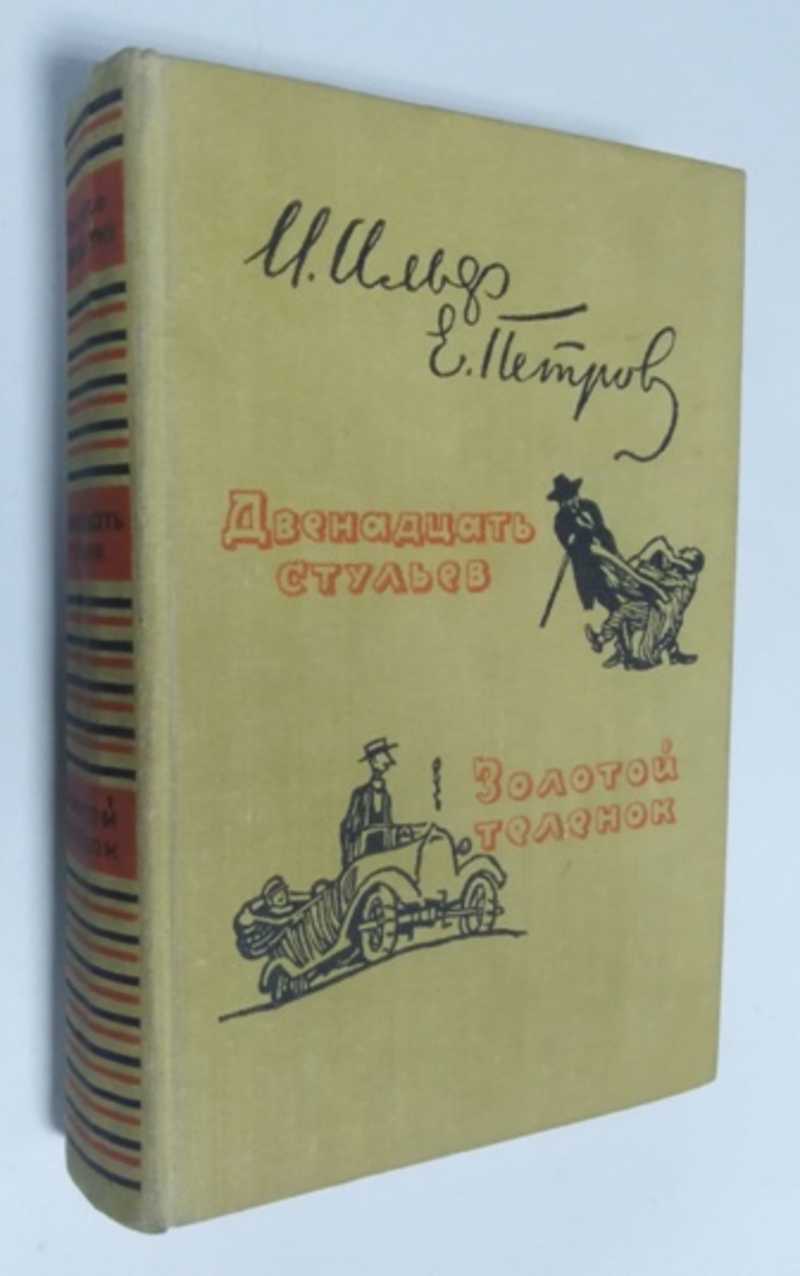 И. Ильф
Е. Петров
Двенадцать
стульев
Золотой
теленок